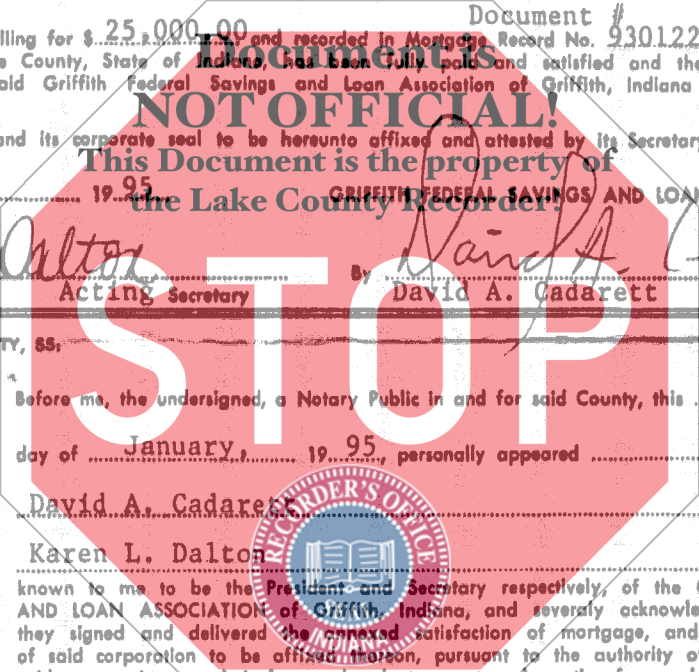 Document #
lling for $ 25,000.00 and recorded in Mortgage Record No. 930122
e County, State of Indiana, has been fully paid and satisfied and the
aid Griffith Federal Savings and Loan Association of Griffith, Indiana
Document is
NOT OFFICIAL!
and its corporate seal to be hereunto affixed and attested by its Secretary
This Document is the property of
the Lake County Recorder!
19 95 GRIFFITH FEDERAL SAVINGS AND LOAN
Dalton By David A. C
Acting Secretary David A. Cadarett
STOP
TY, SS:
Before me, the undersigned, a Notary Public in and for said County, this
day of January, 19 95, personally appeared
David A. Cadarett
Karen L. Dalton
RECORDER'S OFFICE
known to me to be the President and Secretary respectively, of the
AND LOAN ASSOCIATION of Griffith, Indiana, and severaly acknowle
they signed and delivered the annexed satisfaction of mortgage, and
of said corporation to be affixed thereon, pursuant to the authority
INDIANA